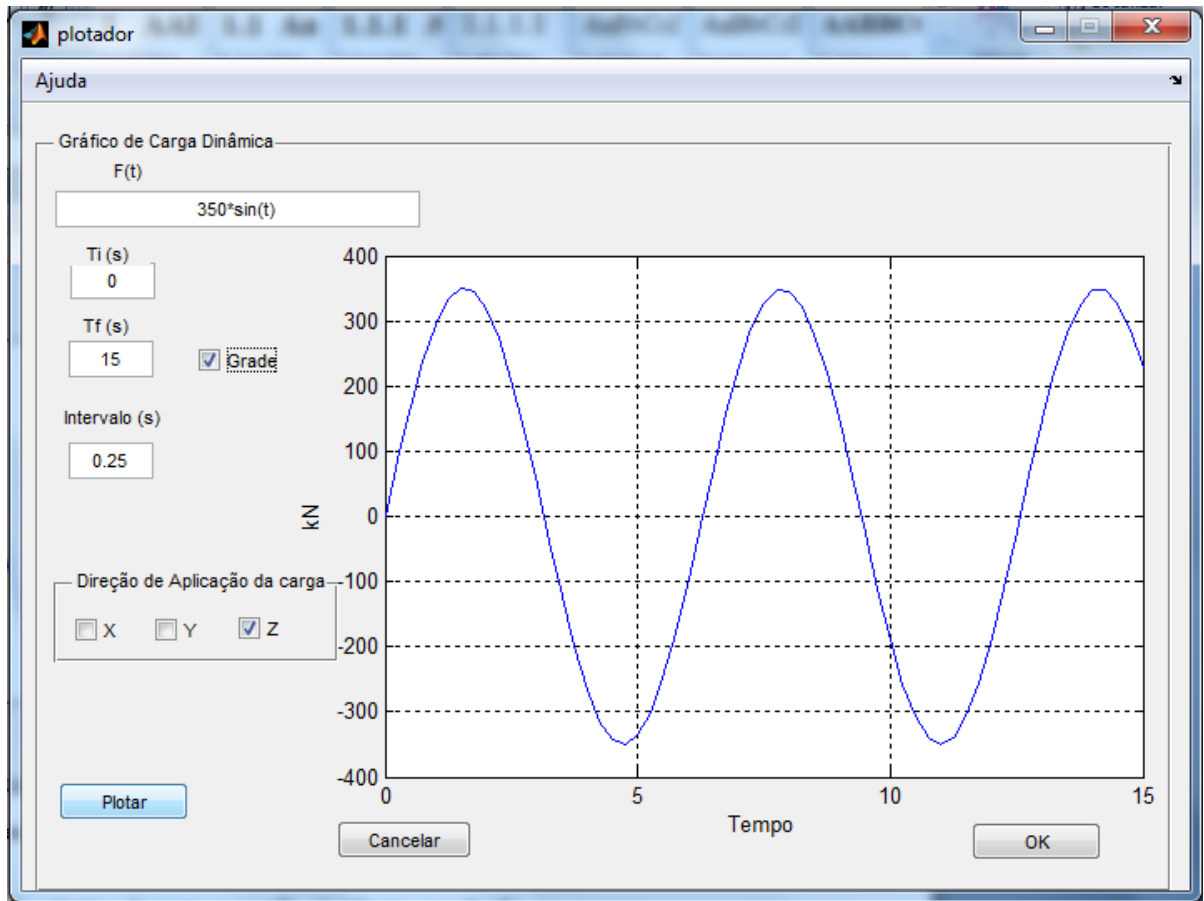 plotador
Ajuda
Gráfico de Carga Dinâmica
F(t)
350*sin(t)
Ti (s)
0
Tf (s)
15
Grade
Intervalo (s)
0.25
Direção de Aplicação da carga
X Y Z
Plotar
400
300
200
100
0
-100
-200
-300
-400
kN
0 5 10 15
Tempo
Cancelar
OK